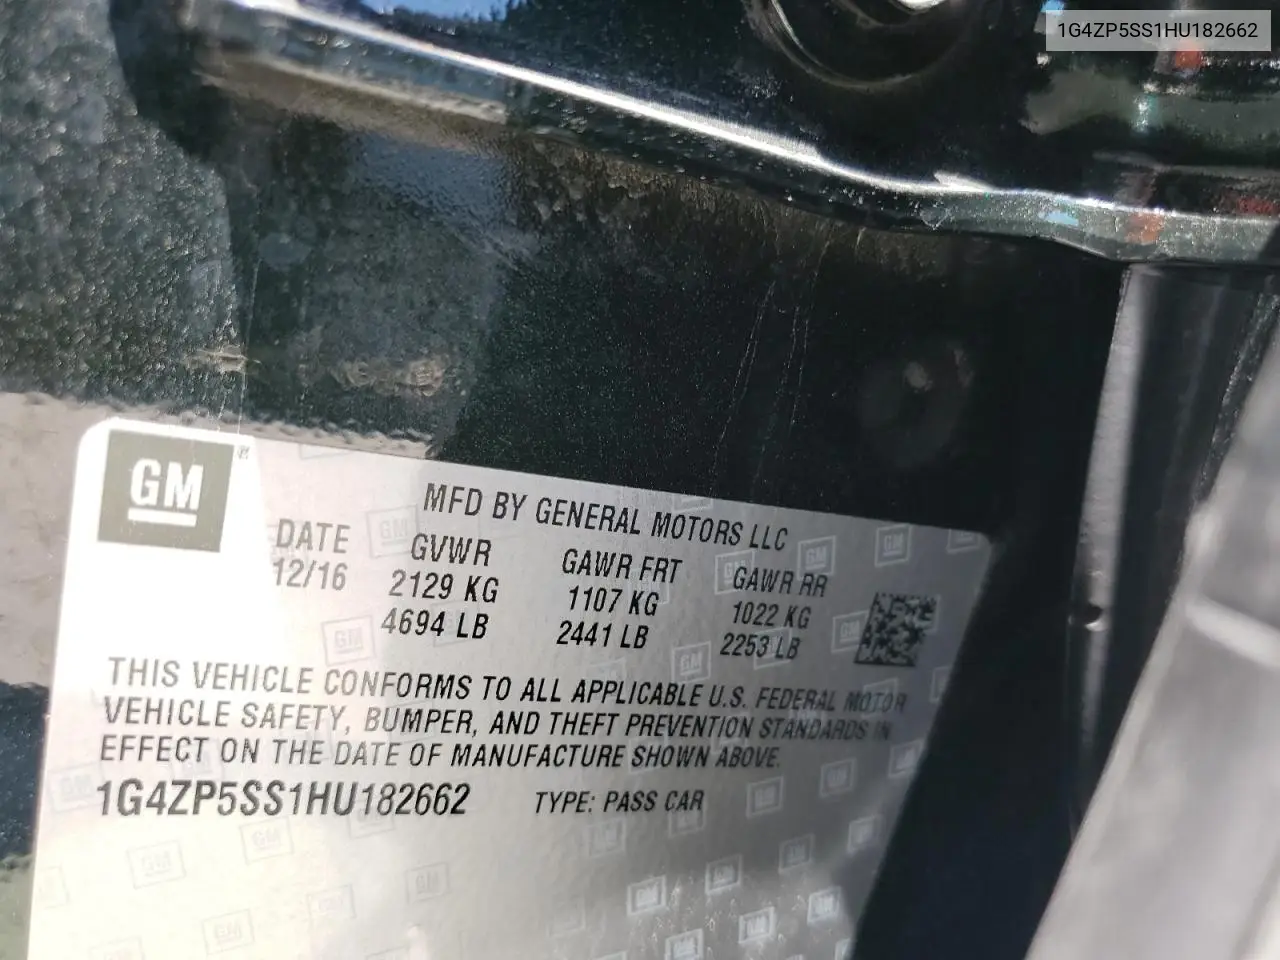 1G4ZP5SS1HU182662
GM ®
MFD BY GENERAL MOTORS LLC
DATE GVWR GAWR FRT GAWR RR
12/16 2129 KG 1107 KG 1022 KG
4694 LB 2441 LB 2253 LB
THIS VEHICLE CONFORMS TO ALL APPLICABLE U.S. FEDERAL MOTOR
VEHICLE SAFETY, BUMPER, AND THEFT PREVENTION STANDARDS IN
EFFECT ON THE DATE OF MANUFACTURE SHOWN ABOVE.
1G4ZP5SS1HU182662 TYPE: PASS CAR